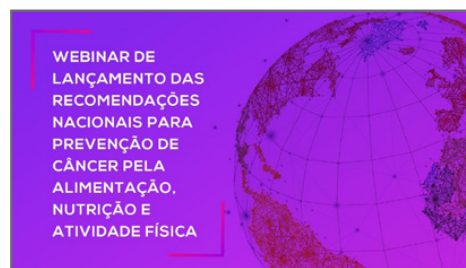 WEBINAR DE
LANÇAMENTO DAS
RECOMENDAÇÕES
NACIONAIS PARA
PREVENÇÃO DE
CÂNCER PELA
ALIMENTAÇÃO,
NUTRIÇÃO E
ATIVIDADE FÍSICA